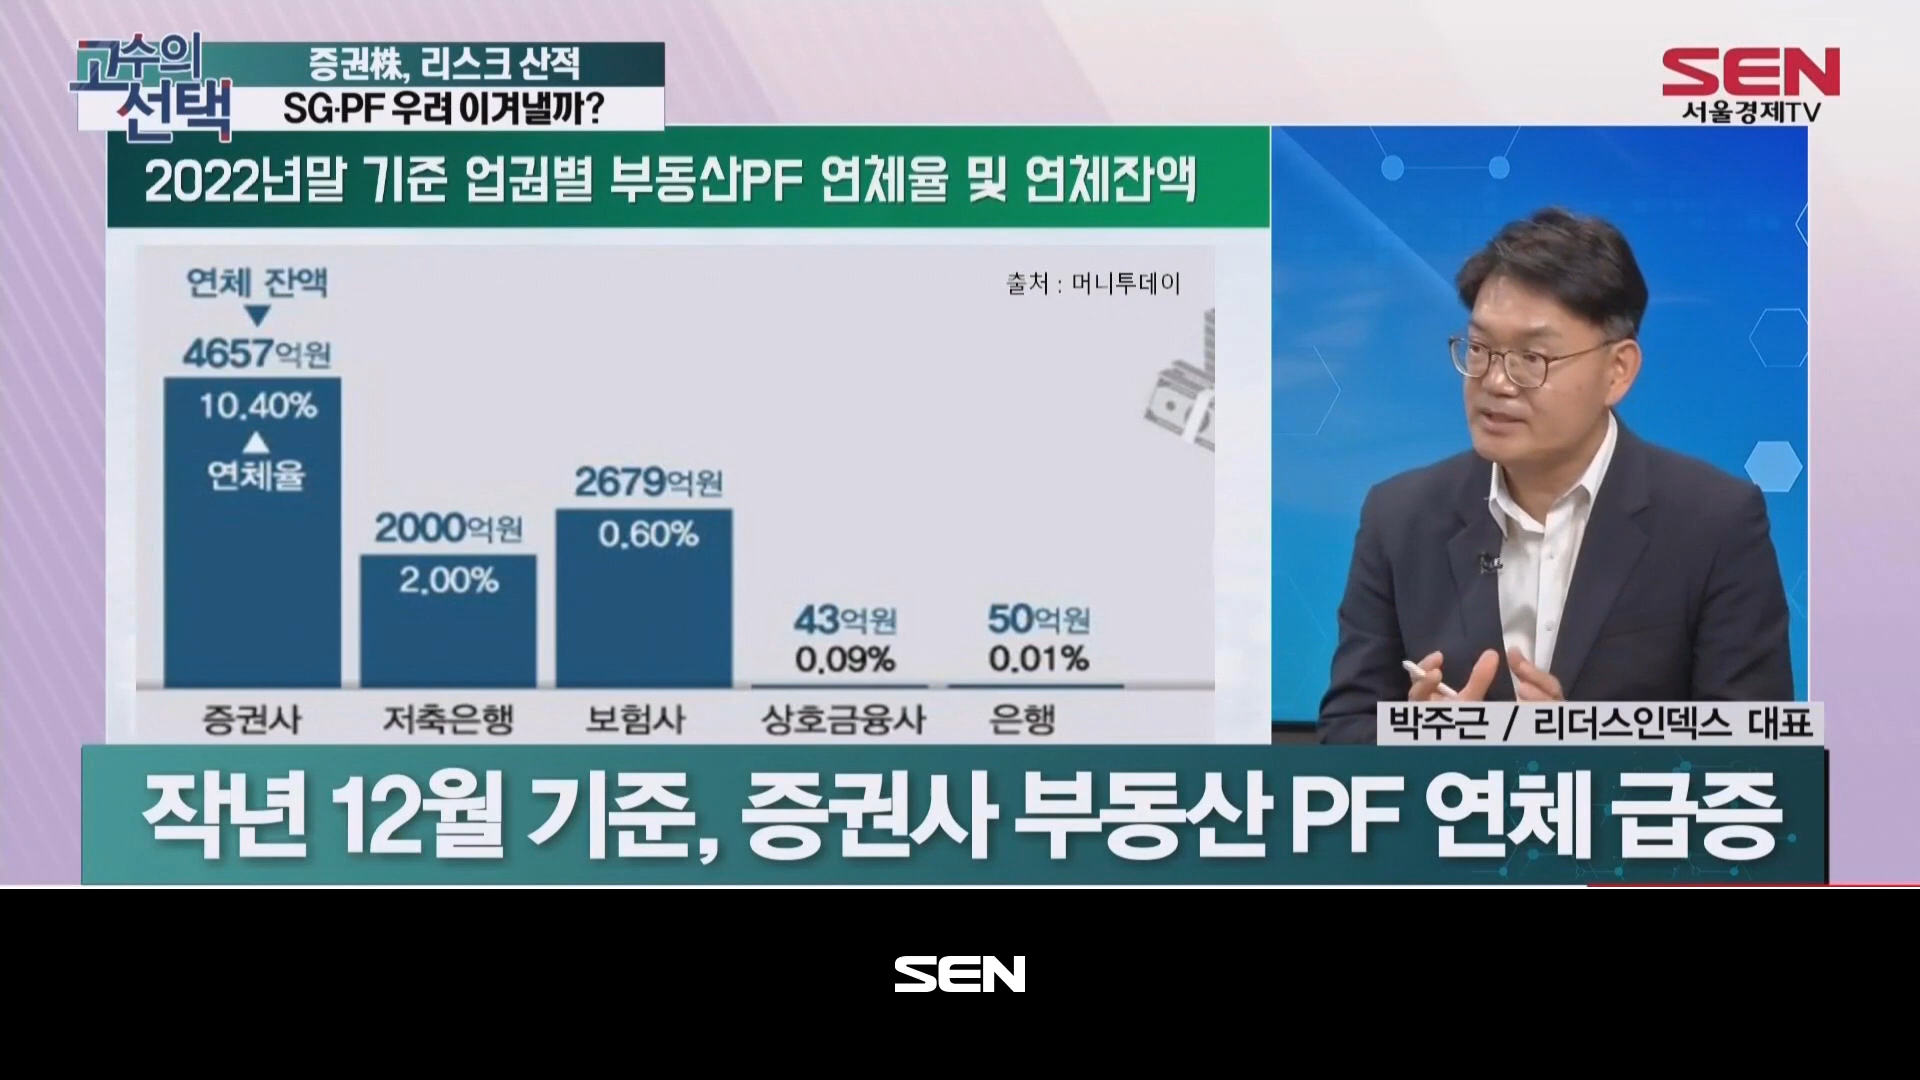 고수의
선택
증권株, 리스크 산적
SG·PF 우려 이겨낼까?
SEN
서울경제TV
2022년말 기준 업권별 부동산PF 연체율 및 연체잔액
출처 : 머니투데이
연체 잔액
▼
4657억원
10.40%
▲
연체율
2000억원
2.00%
2679억원
0.60%
43억원
0.09%
50억원
0.01%
증권사 저축은행 보험사 상호금융사 은행
박주근 / 리더스인덱스 대표
작년 12월 기준, 증권사 부동산 PF 연체 급증
SEN